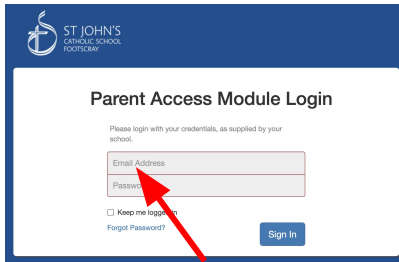 ST JOHN'S
CATHOLIC SCHOOL
FOOTSCRAY
Parent Access Module Login
Please login with your credentials, as supplied by your
school.
Email Address
Keep me logged in
Forgot Password?
Sign In